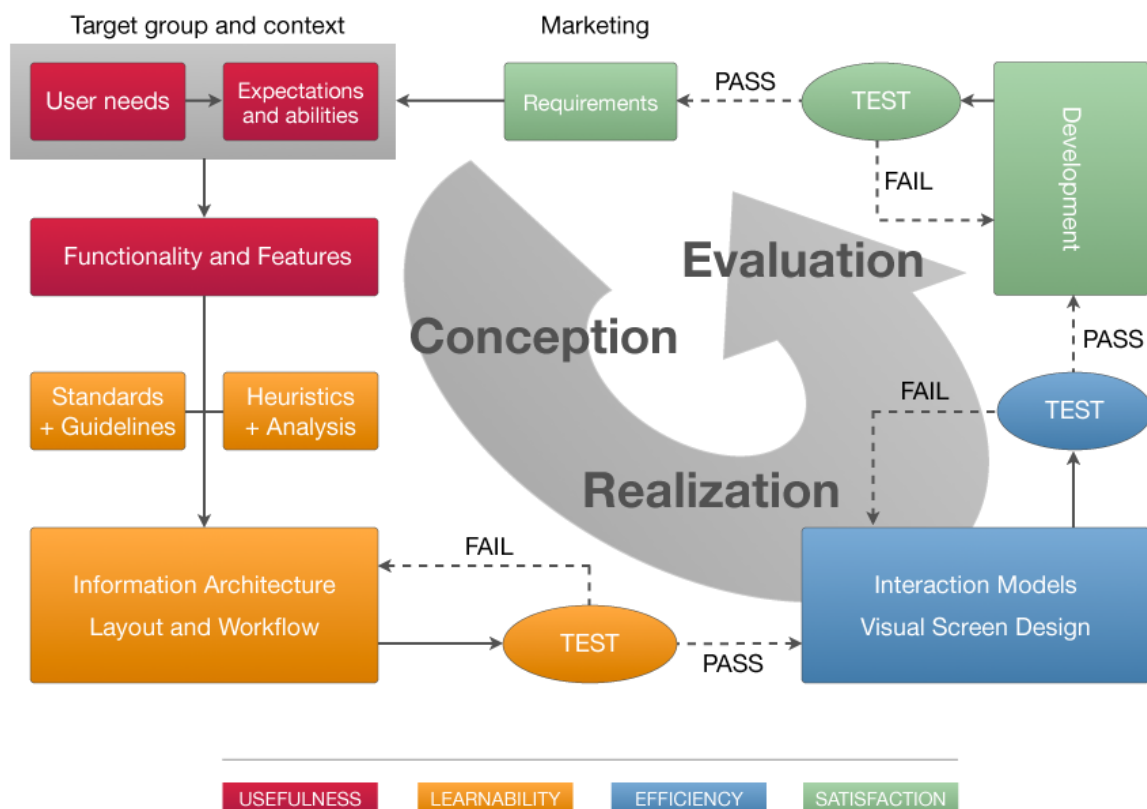 Target group and context
Marketing
User needs
Expectations
and abilities
Requirements
PASS
TEST
Development
FAIL
Functionality and Features
Evaluation
Conception
PASS
Standards
+ Guidelines
Heuristics
+ Analysis
FAIL
TEST
Realization
FAIL
Information Architecture
Layout and Workflow
TEST
PASS
Interaction Models
Visual Screen Design
USEFULNESS
LEARNABILITY
EFFICIENCY
SATISFACTION